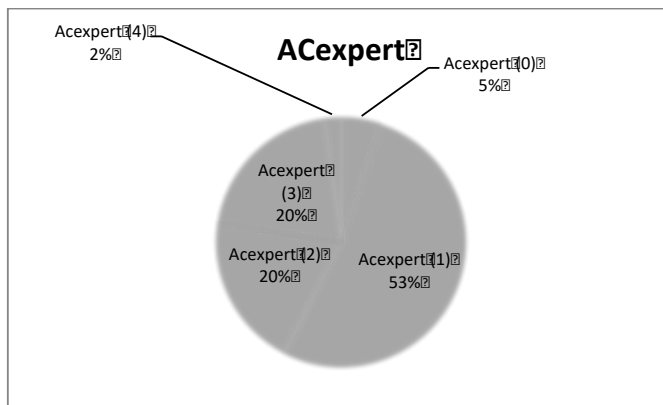 ACexpert
Acexpert (4)
2%
Acexpert (0)
5%
Acexpert
(3)
20%
Acexpert (2)
20%
Acexpert (1)
53%